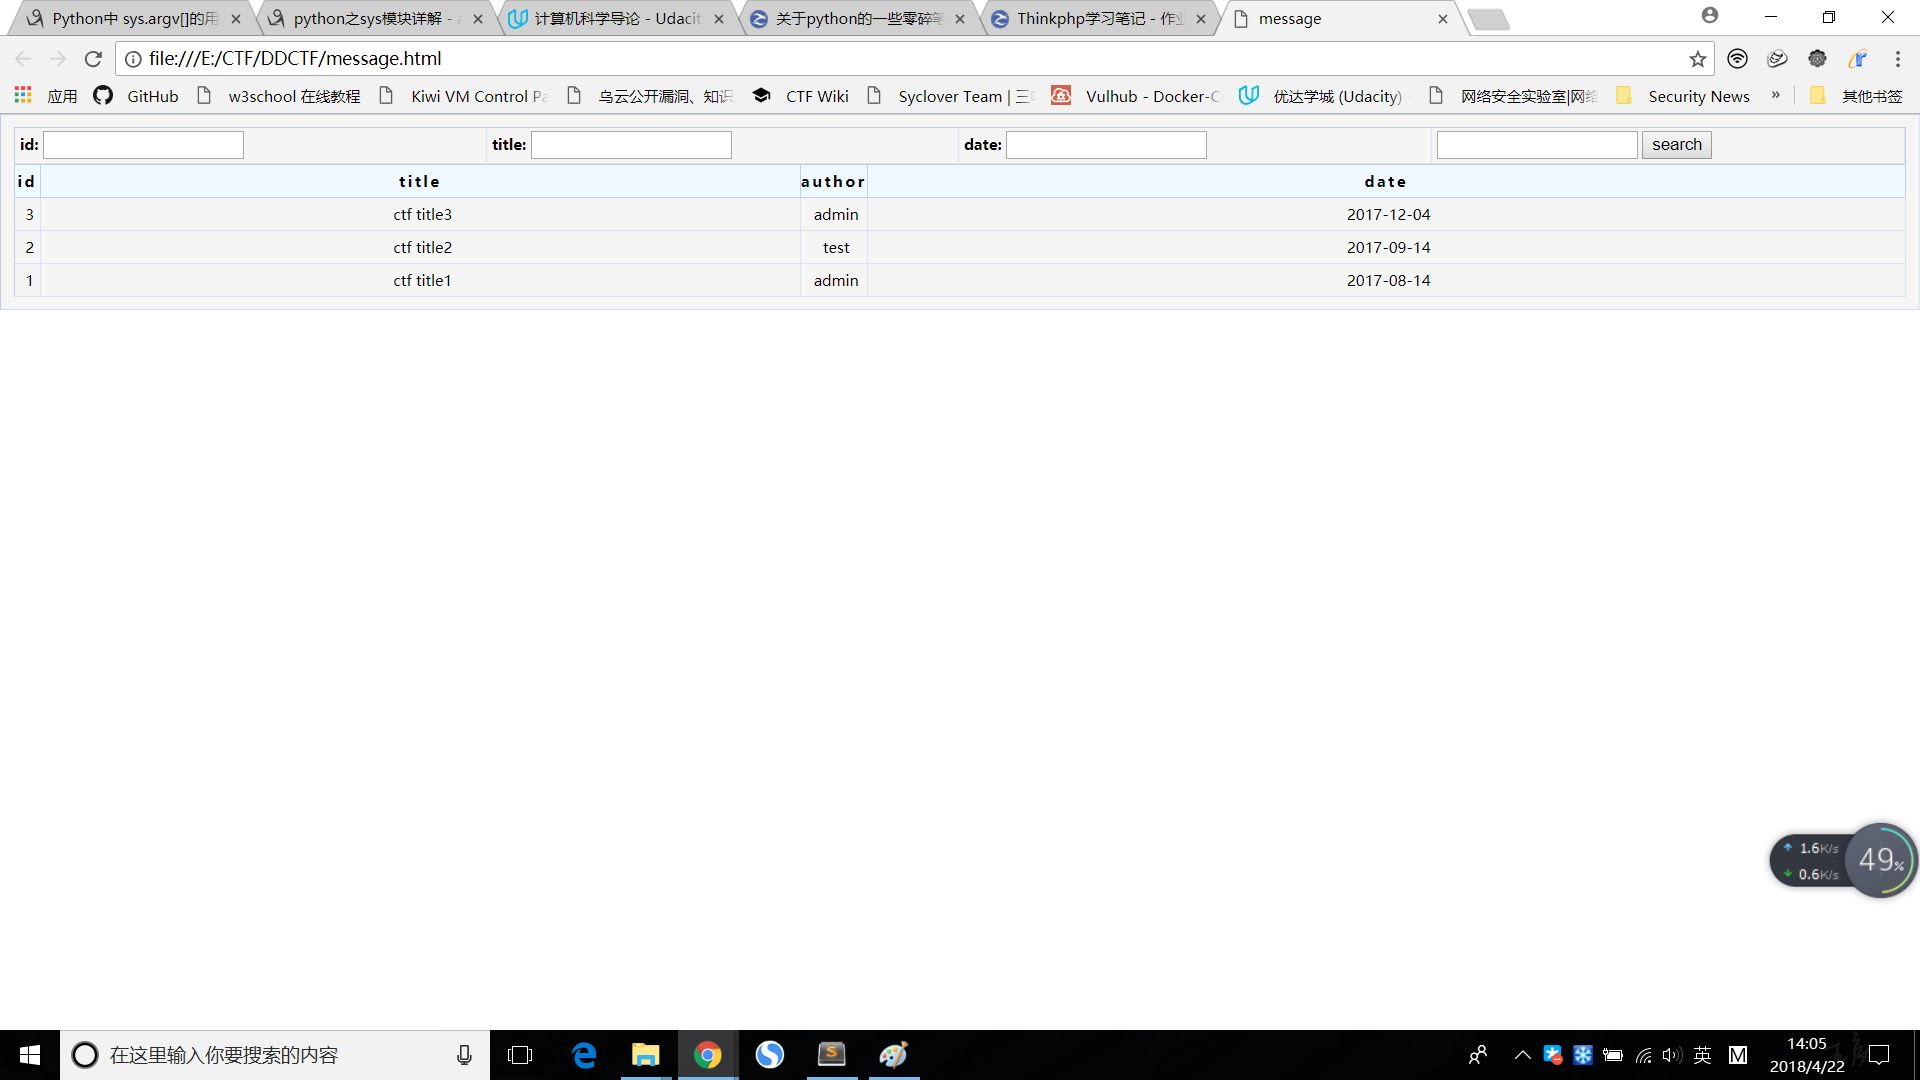 Python中 sys.argv[]的用
python之sys模块详解 -
计算机科学导论 - Udacit
关于python的一些零碎笔
Thinkphp学习笔记 - 作业
message
file:///E:/CTF/DDCTF/message.html
应用
GitHub
w3school 在线教程
Kiwi VM Control Pa
乌云公开漏洞、知识
CTF Wiki
Syclover Team | 三
Vulhub - Docker-C
优达学城 (Udacity)
网络安全实验室|网络
Security News
»
其他书签
id:
title:
date:
search
id title author date
3 ctf title3 admin 2017-12-04
2 ctf title2 test 2017-09-14
1 ctf title1 admin 2017-08-14
1.6K/s
0.6K/s
49%
在这里输入你要搜索的内容
英
M
14:05
2018/4/22